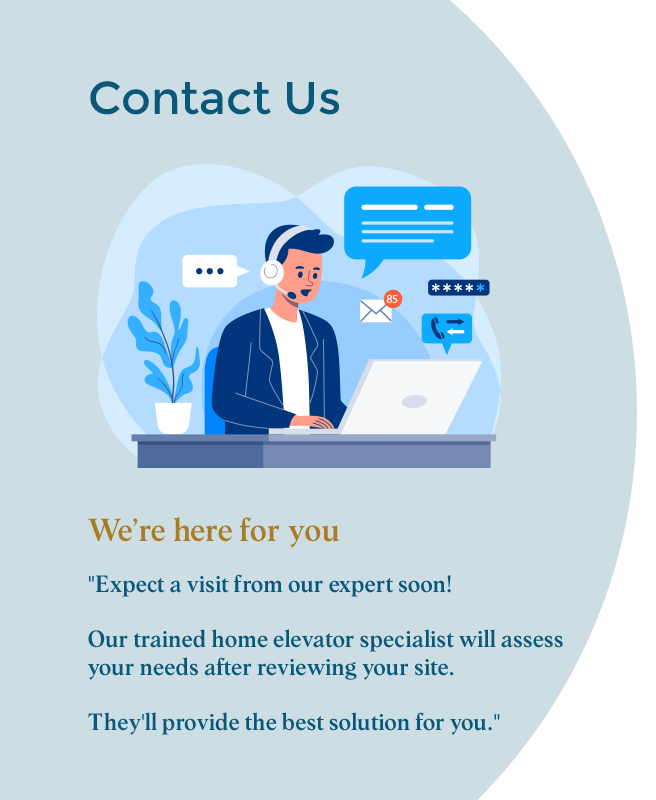 Contact Us
85
*****
We’re here for you
"Expect a visit from our expert soon!
Our trained home elevator specialist will assess
your needs after reviewing your site.
They'll provide the best solution for you."